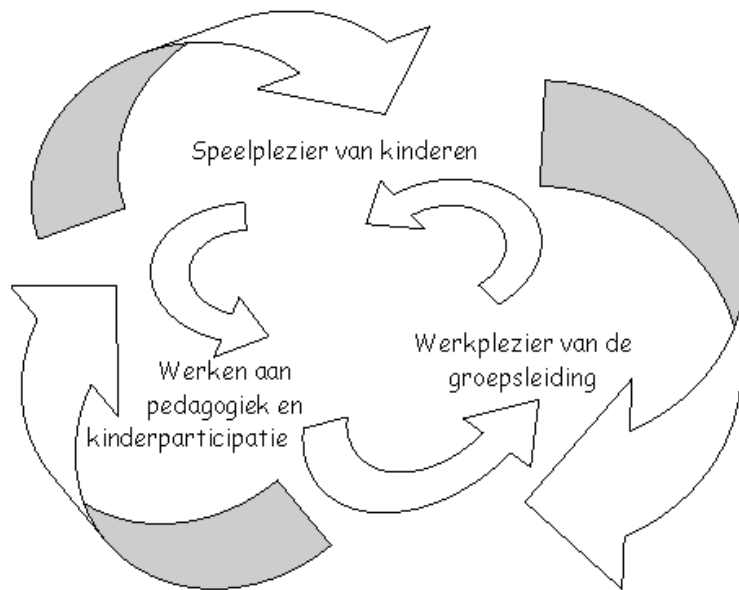 Speelplezier van kinderen
Werkplezier van de
groepsleiding
Werken aan
pedagogiek en
kinderparticipatie